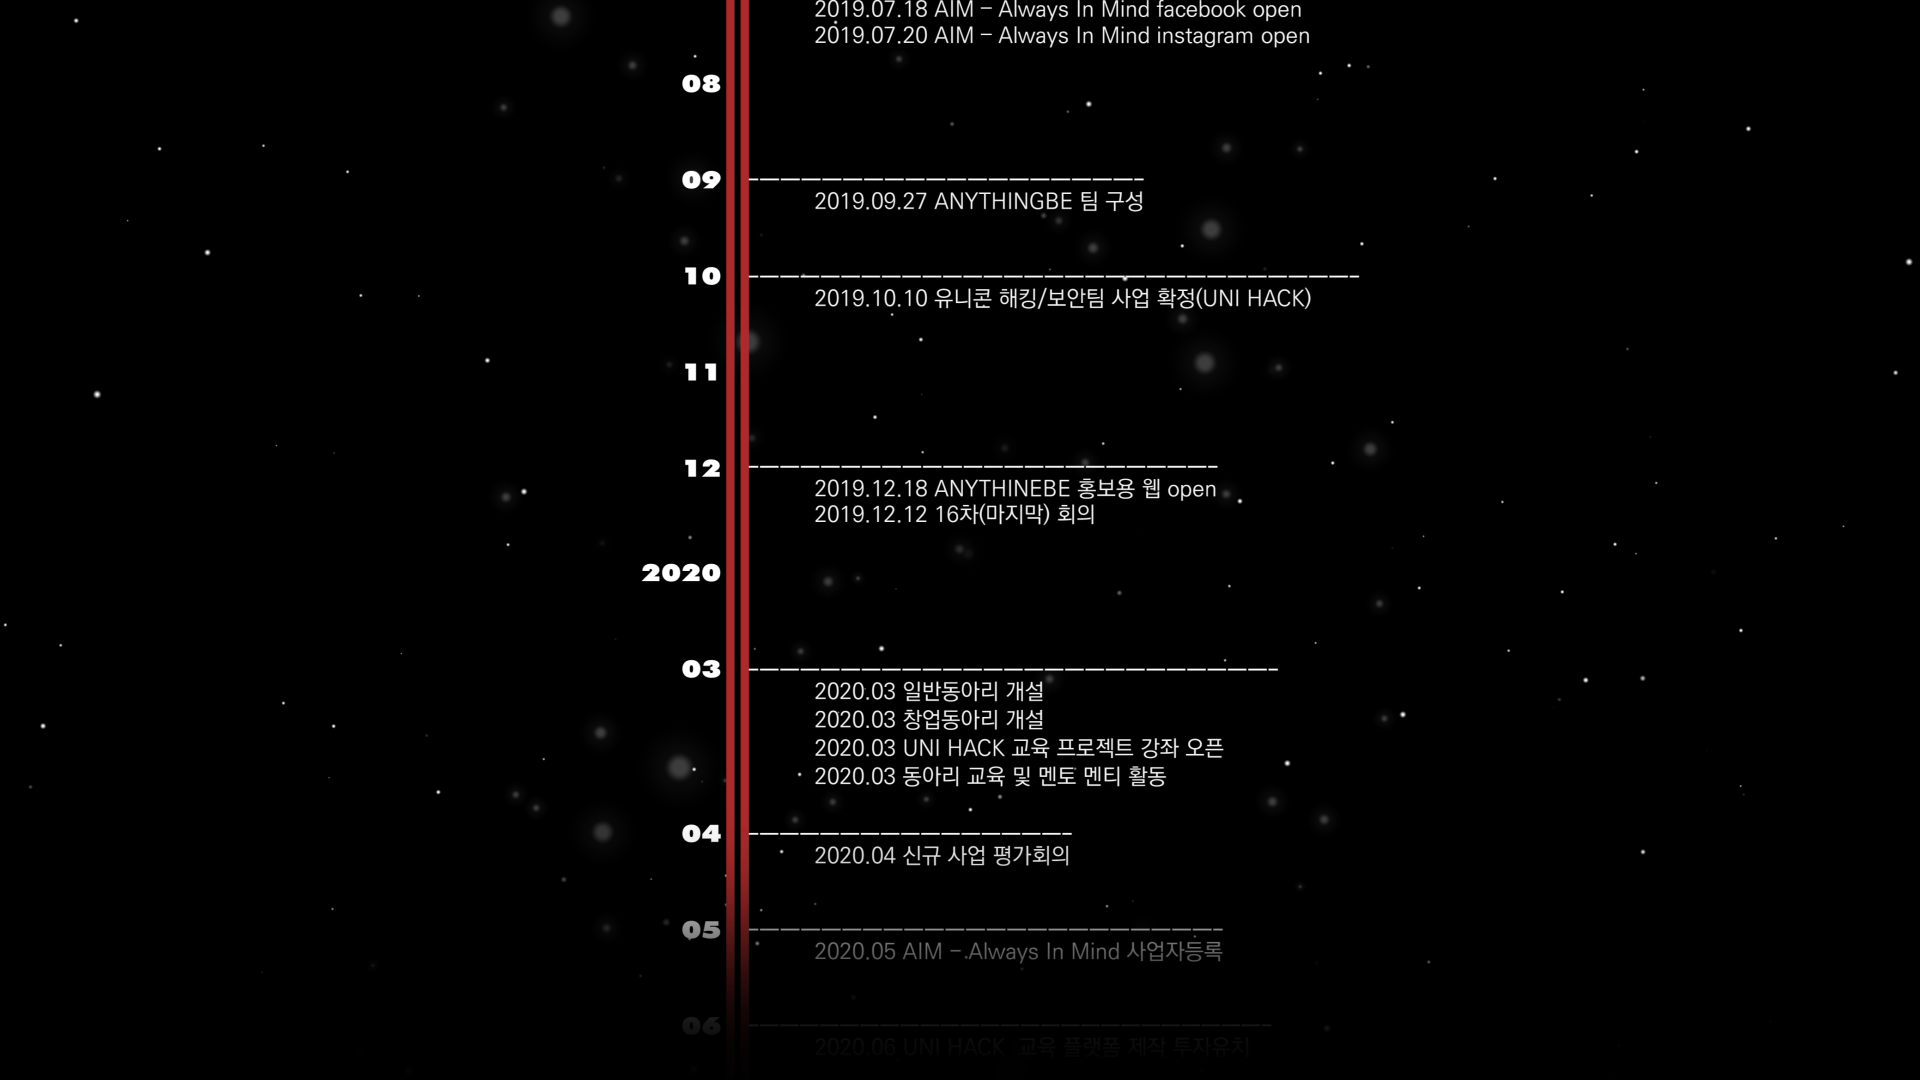 2019.07.18 AIM - Always In Mind facebook open
2019.07.20 AIM - Always In Mind instagram open
08
09
2019.09.27 ANYTHINGBE 팀 구성
10
2019.10.10 유니콘 해킹/보안팀 사업 확정(UNI HACK)
11
12
2019.12.18 ANYTHINEBE 홍보용 웹 open
2019.12.12 16차(마지막) 회의
2020
03
2020.03 일반동아리 개설
2020.03 창업동아리 개설
2020.03 UNI HACK 교육 프로젝트 강좌 오픈
2020.03 동아리 교육 및 멘토 멘티 활동
04
2020.04 신규 사업 평가회의
05
2020.05 AIM - Always In Mind 사업자등록
06
2020.06 UNI HACK 교육 플랫폼 제작 투자유치